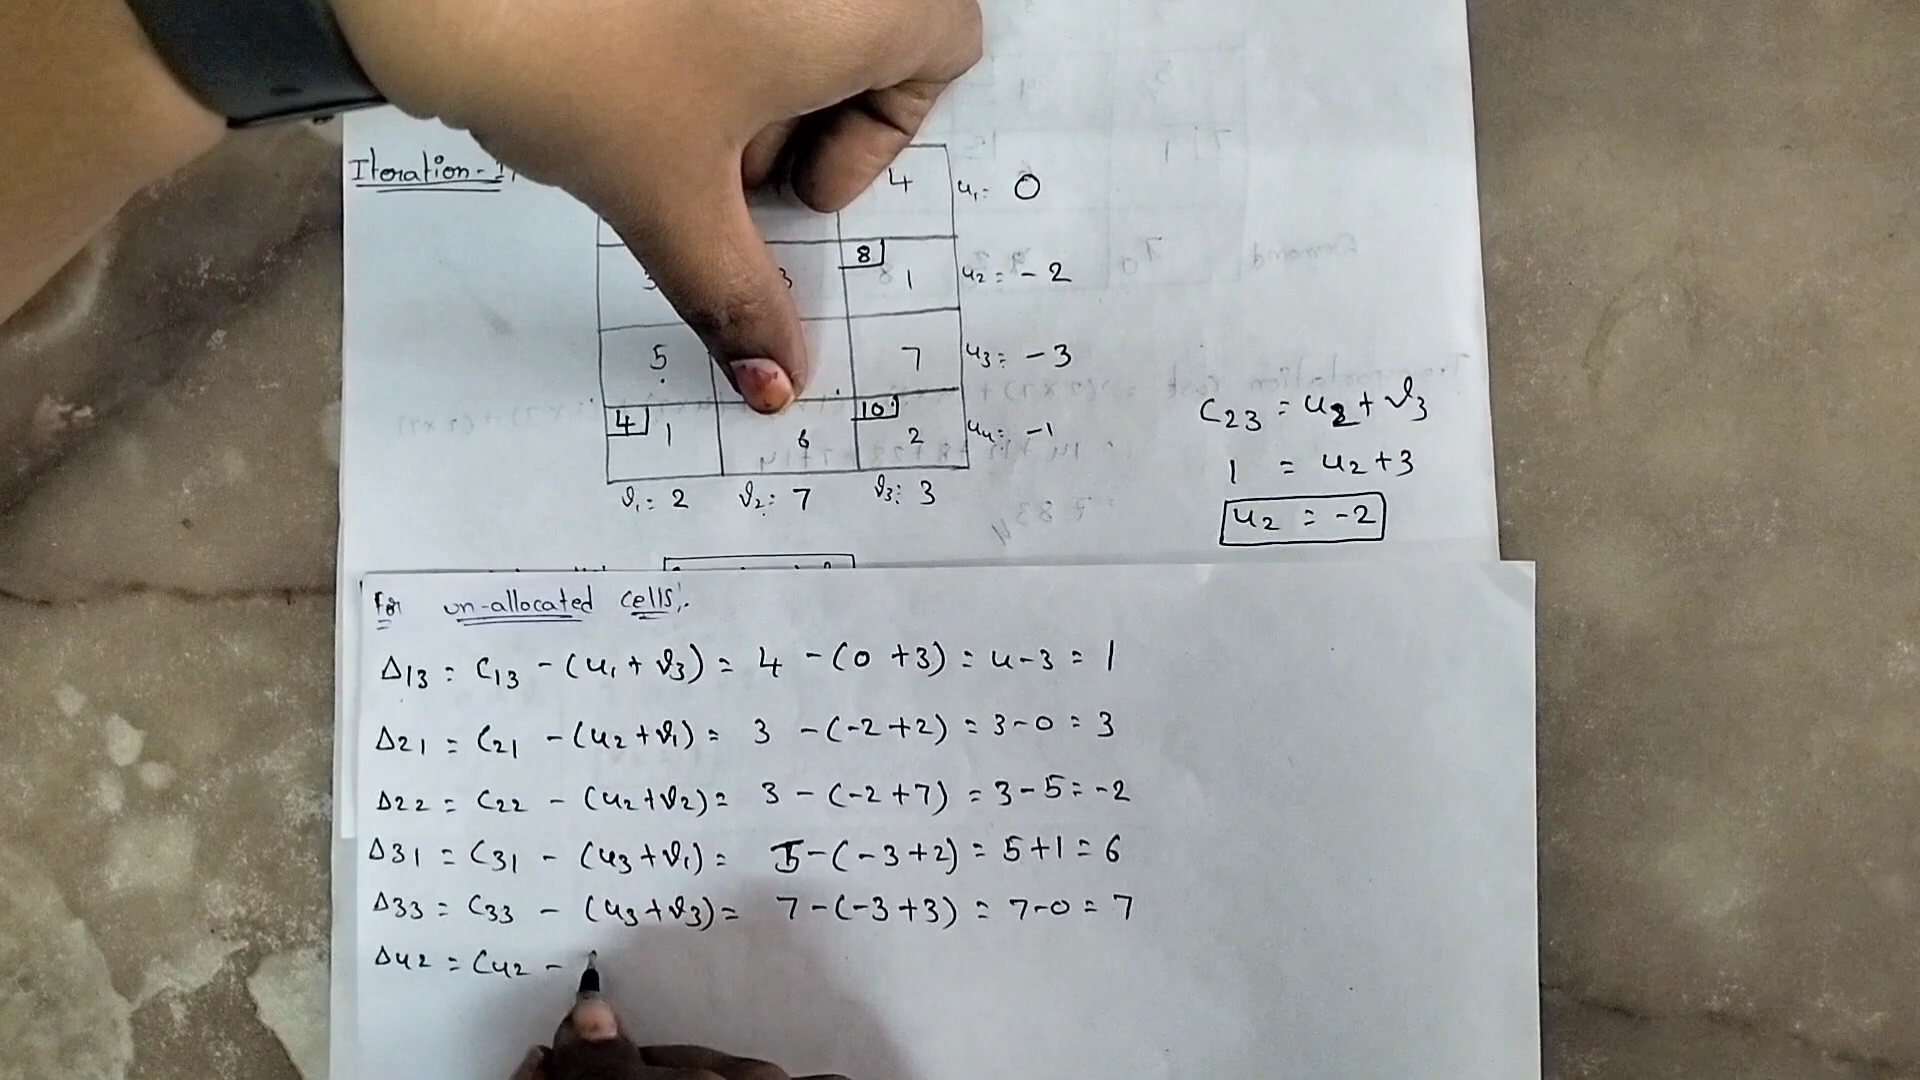 Iteration-
4 u₁= 0
8 3 1 u₂= -2
5 7 u₃= -3
4 1 6 10 2 u₄= -1
v₁= 2 v₂= 7 v₃= 3
C₂₃ = u₂ + v₃
1 = u₂+3
u₂ = -2
For un-allocated cells:-
Δ₁₃ = C₁₃ - (u₁ + v₃) = 4 - (0 + 3) = 4-3 = 1
Δ₂₁ = C₂₁ - (u₂+v₁) = 3 - (-2+2) = 3-0 = 3
Δ₂₂ = C₂₂ - (u₂+v₂) = 3 - (-2+7) = 3-5 = -2
Δ₃₁ = C₃₁ - (u₃+v₁) = 5-(-3+2) = 5+1 = 6
Δ₃₃ = C₃₃ - (u₃+v₃) = 7-(-3+3) = 7-0 = 7
Δ₄₂ = C₄₂ -